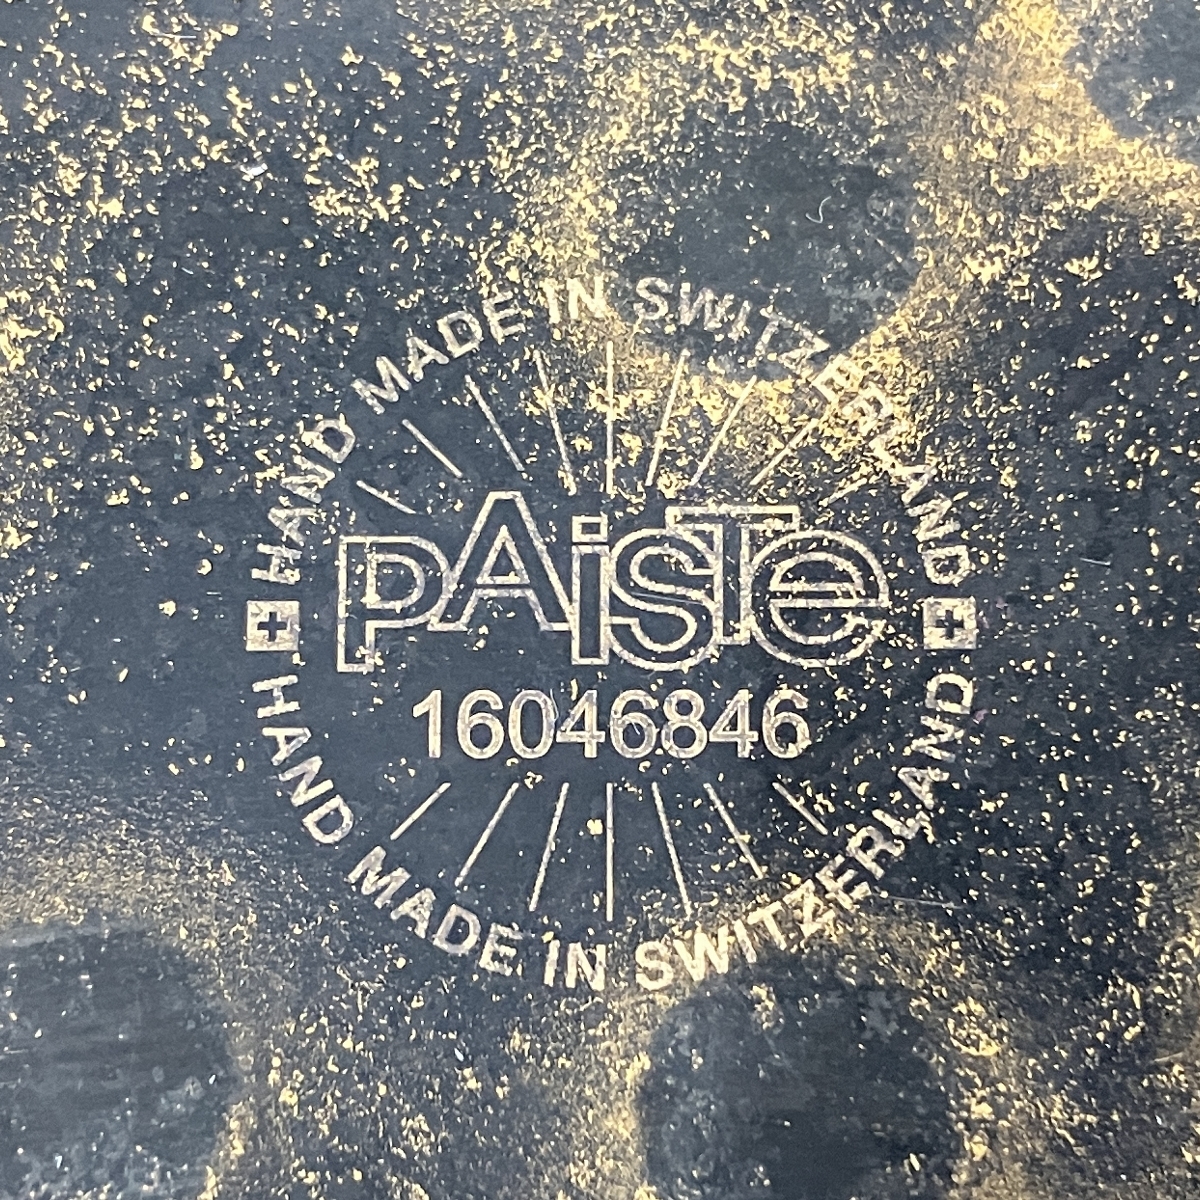 HAND MADE IN SWITZERLAND
PAiSTe
16046846
HAND MADE IN SWITZERLAND